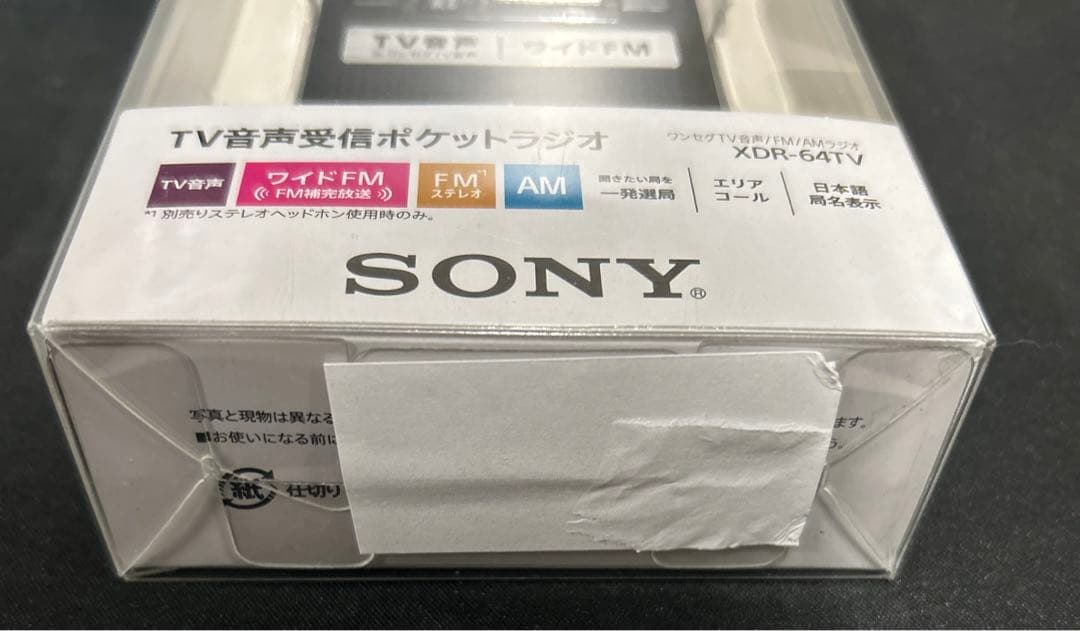 TV音声 | ワイドFM
TV音声受信ポケットラジオ
ワンセグTV音声/FM/AMラジオ
XDR-64TV
TV音声
ワイドFM
FM補完放送
FM*1
ステレオ
AM
聞きたい局を
一発選局
エリア
コール
日本語
局名表示
*1 別売りステレオヘッドホン使用時のみ。
SONY®
写真と現物は異なる
ます。
■お使いになる前に
う。
紙 仕切り